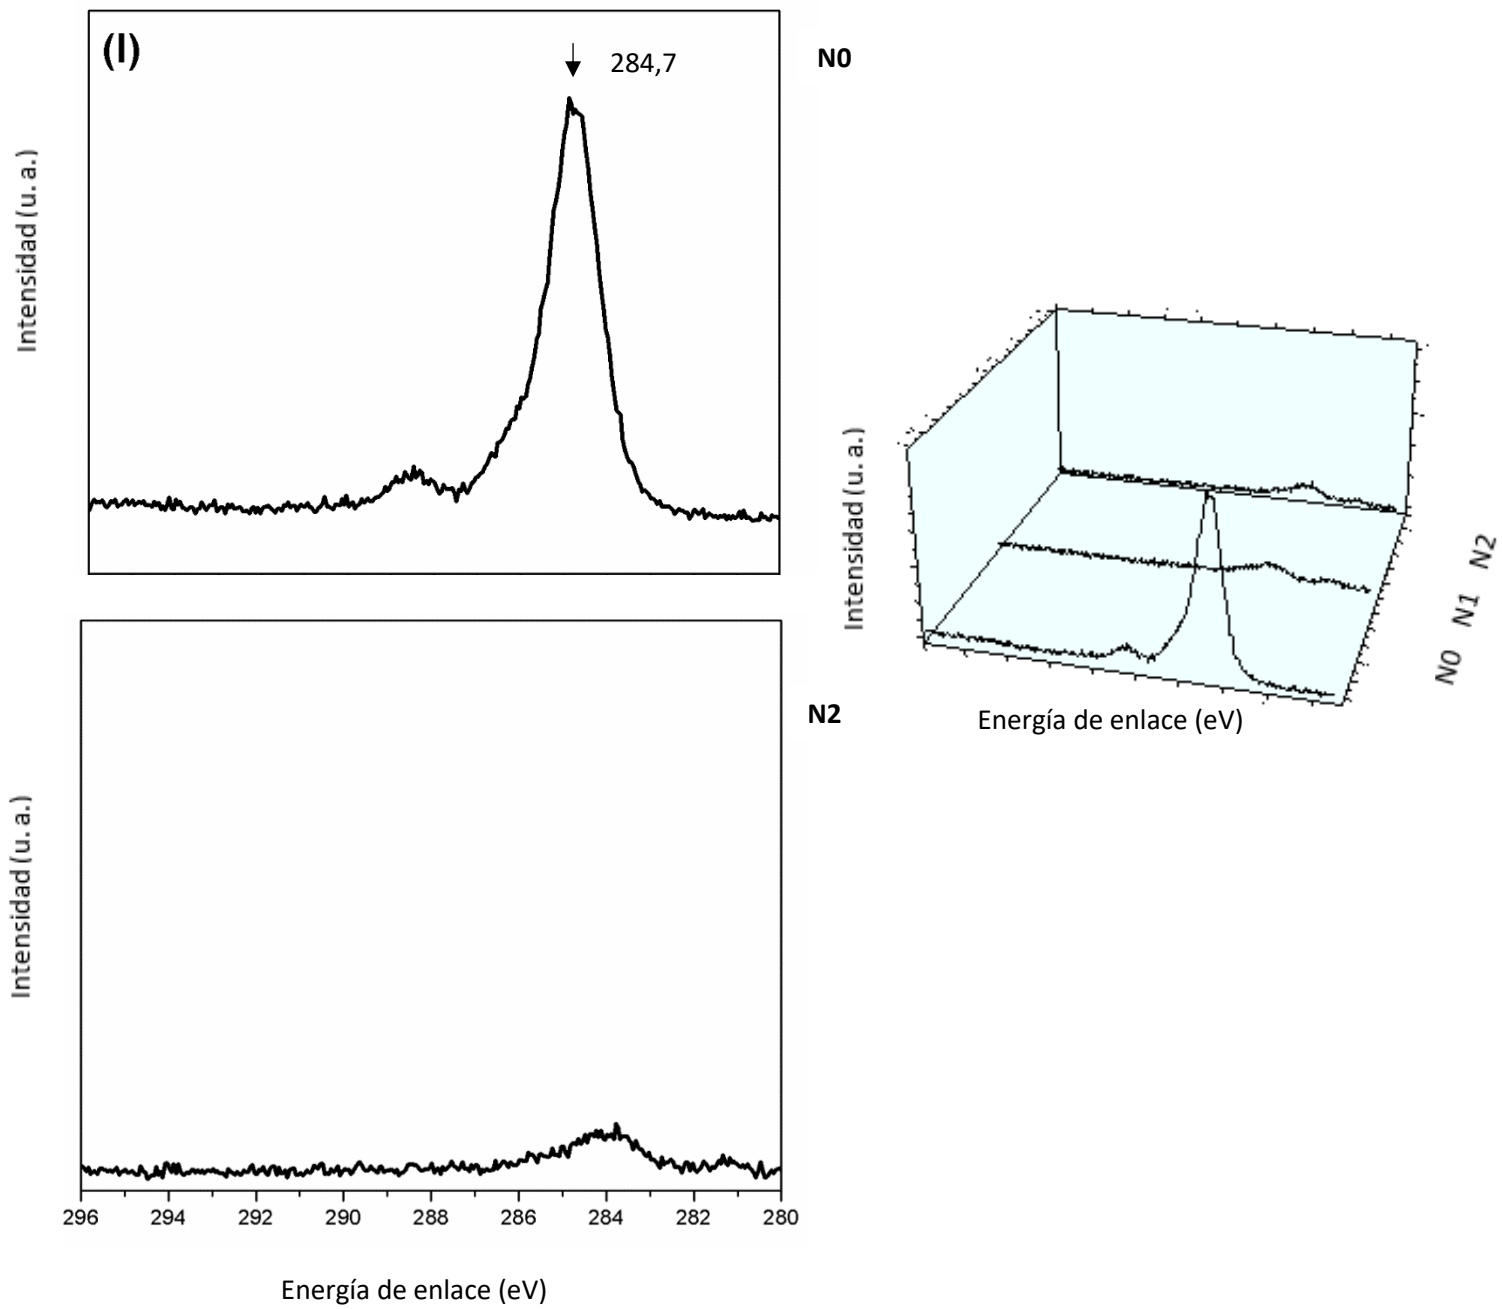 (I)
284,7
N0
Intensidad (u. a.)
Intensidad (u. a.)
N0 N1 N2
Energía de enlace (eV)
N2
Intensidad (u. a.)
296 294 292 290 288 286 284 282 280
Energía de enlace (eV)